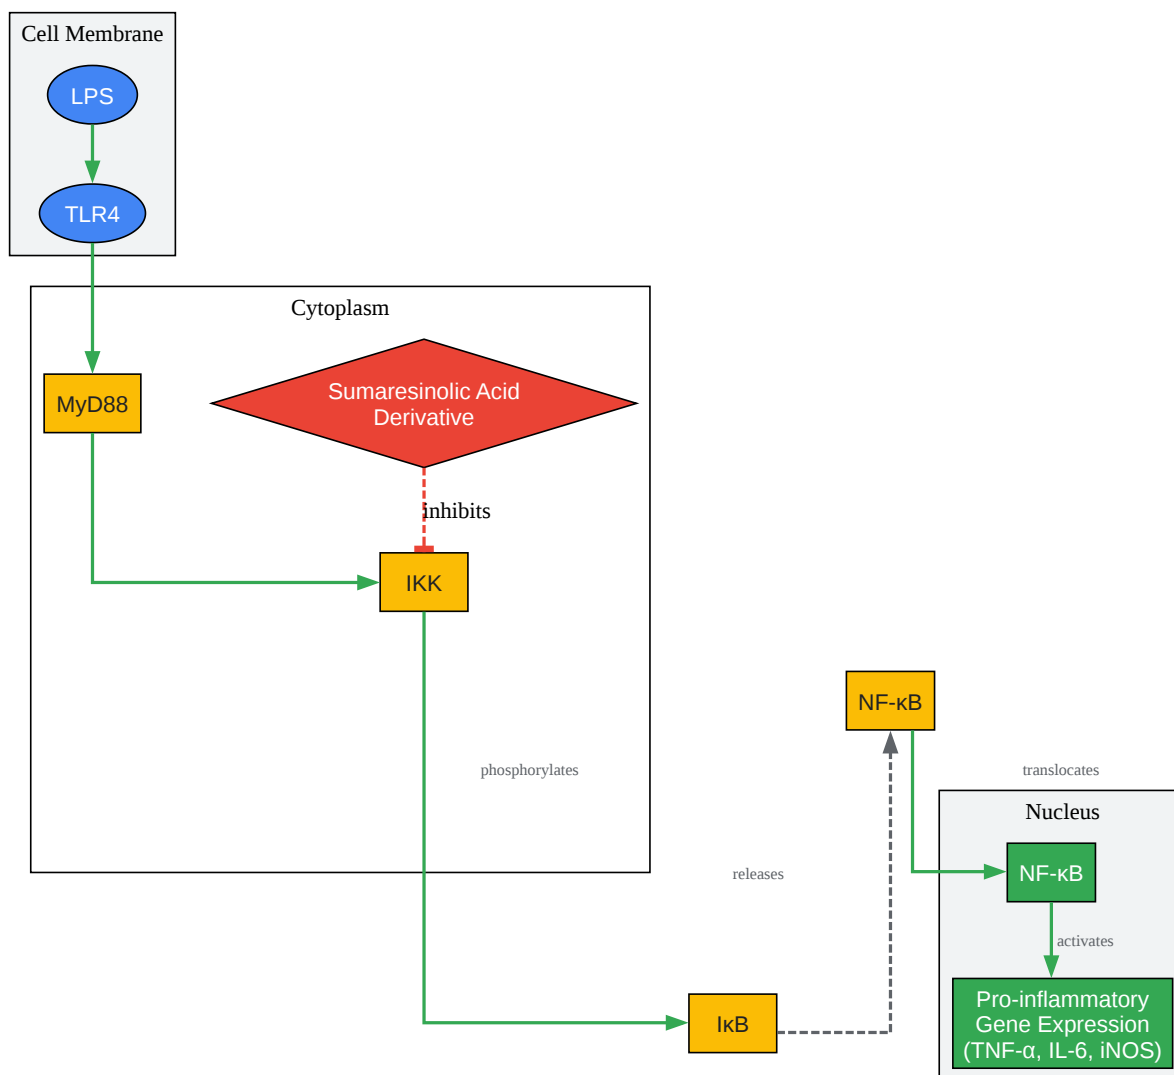 Cell Membrane
LPS
TLR4
Cytoplasm
MyD88
Sumaresinolic Acid
Derivative
inhibits
IKK
phosphorylates
NF-κB
translocates
releases
IκB
Nucleus
NF-κB
activates
Pro-inflammatory
Gene Expression
(TNF-α, IL-6, iNOS)